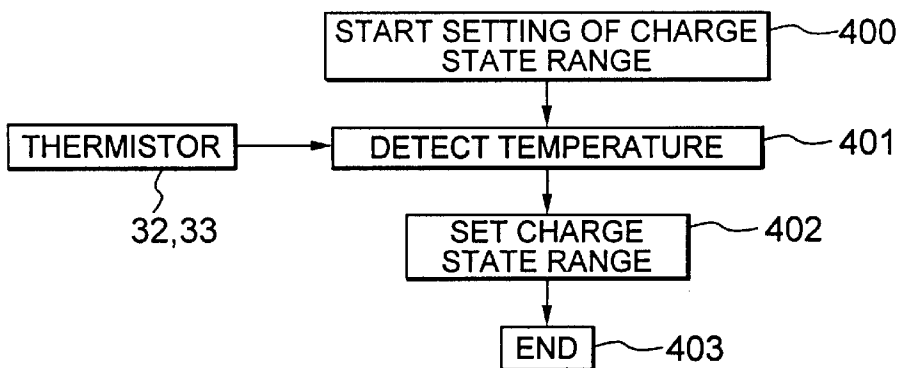 START SETTING OF CHARGE
STATE RANGE
400
THERMISTOR
DETECT TEMPERATURE
401
32,33
SET CHARGE
STATE RANGE
402
END
403